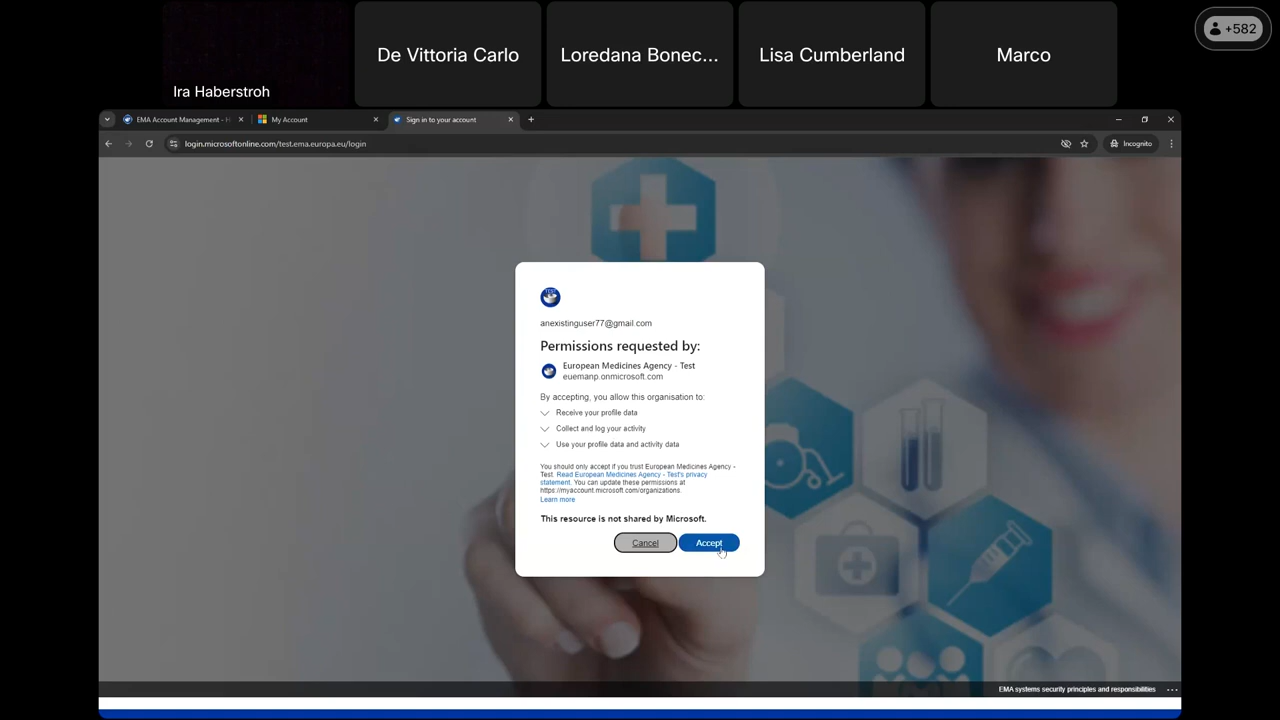 +582
De Vittoria Carlo
Loredana Bonec...
Lisa Cumberland
Marco
Ira Haberstroh
EMA Account Management - H
My Account
Sign in to your account
login.microsoftonline.com/test.ema.europa.eu/login
Incognito
TEST
anexistinguser77@gmail.com
Permissions requested by:
European Medicines Agency - Test
euemanp.onmicrosoft.com
By accepting, you allow this organisation to:
Receive your profile data
Collect and log your activity
Use your profile data and activity data
You should only accept if you trust European Medicines Agency -
Test. Read European Medicines Agency - Test's privacy
statement. You can update these permissions at
https://myaccount.microsoft.com/organizations.
Learn more
This resource is not shared by Microsoft.
Cancel
Accept
EMA systems security principles and responsibilities